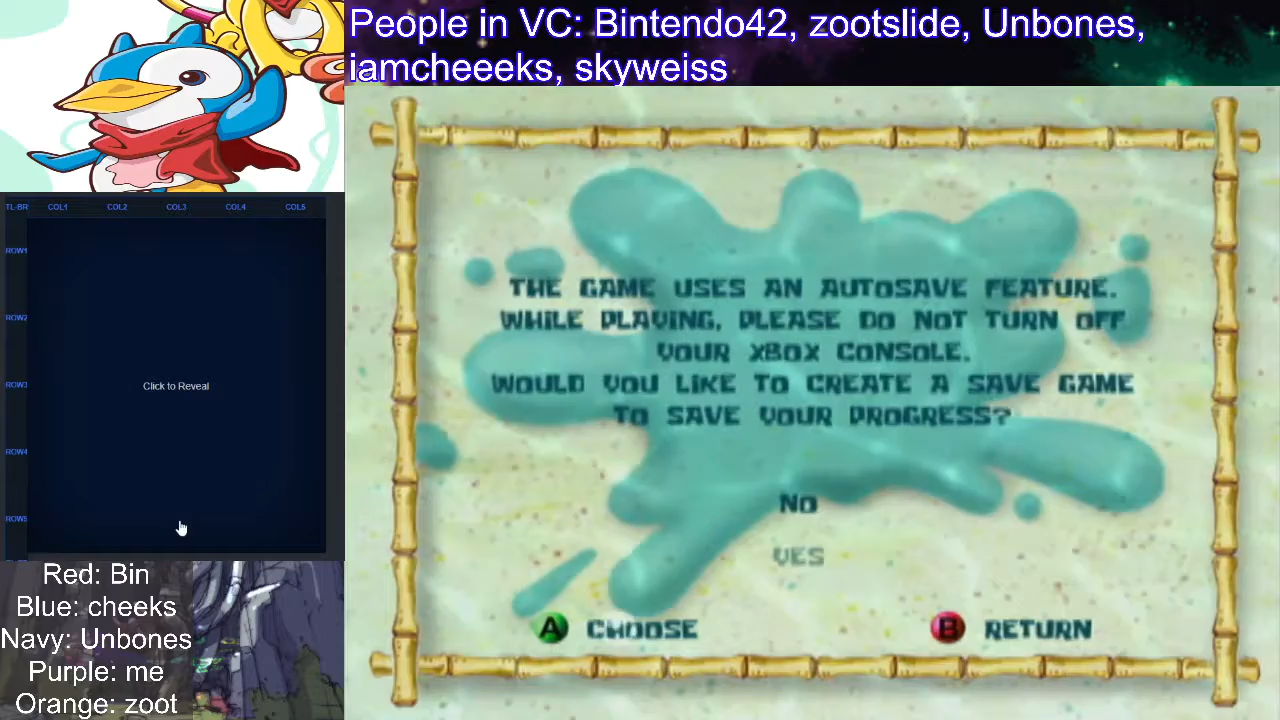 People in VC: Bintendo42, zootslide, Unbones,
iamcheeeks, skyweiss
TL-BR COL1 COL2 COL3 COL4 COL5
ROW1
ROW2
ROW3
ROW4
ROW5
Click to Reveal
THE GAME USES AN AUTOSAVE FEATURE.
WHILE PLAYING, PLEASE DO NOT TURN OFF
YOUR XBOX CONSOLE.
WOULD YOU LIKE TO CREATE A SAVE GAME
TO SAVE YOUR PROGRESS?
NO
YES
A CHOOSE
B RETURN
Red: Bin
Blue: cheeks
Navy: Unbones
Purple: me
Orange: zoot